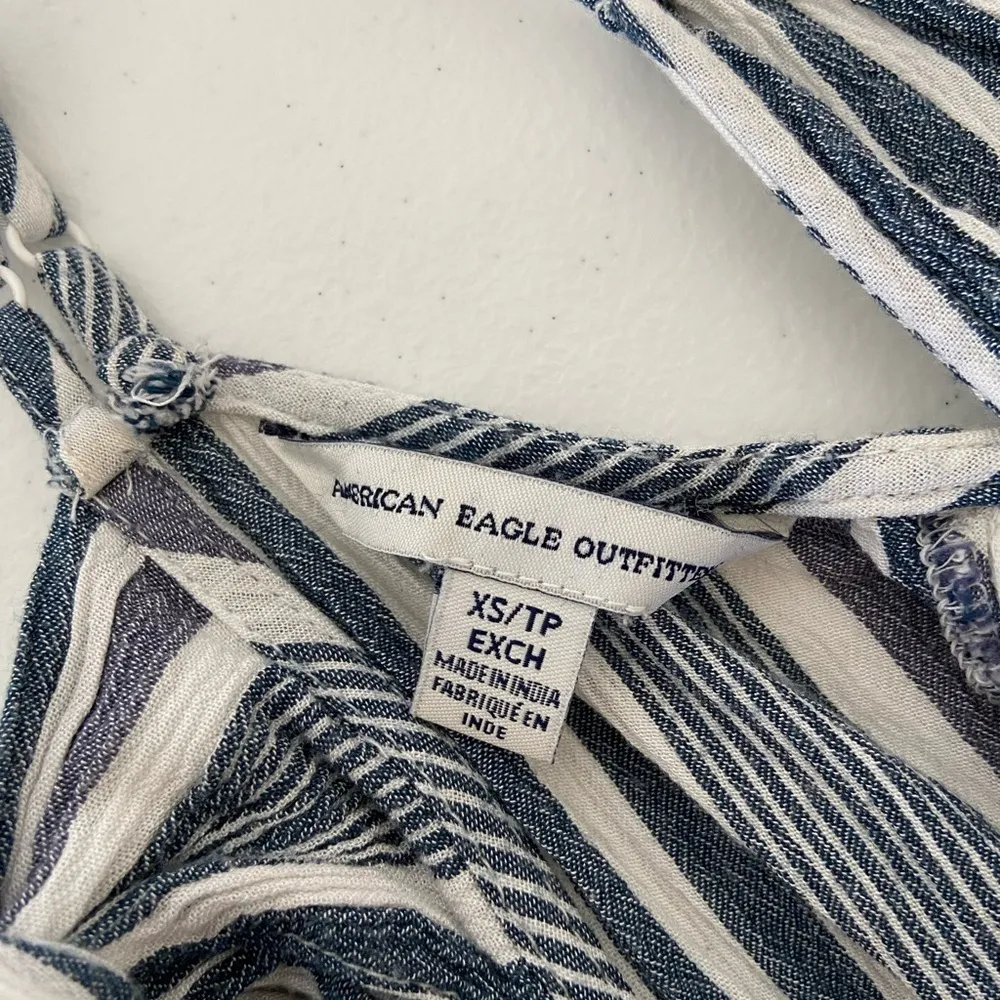 AMERICAN EAGLE OUTFITTE
XS/TP
EXCH
MADE IN INDIA
FABRIQUÉ EN
INDE